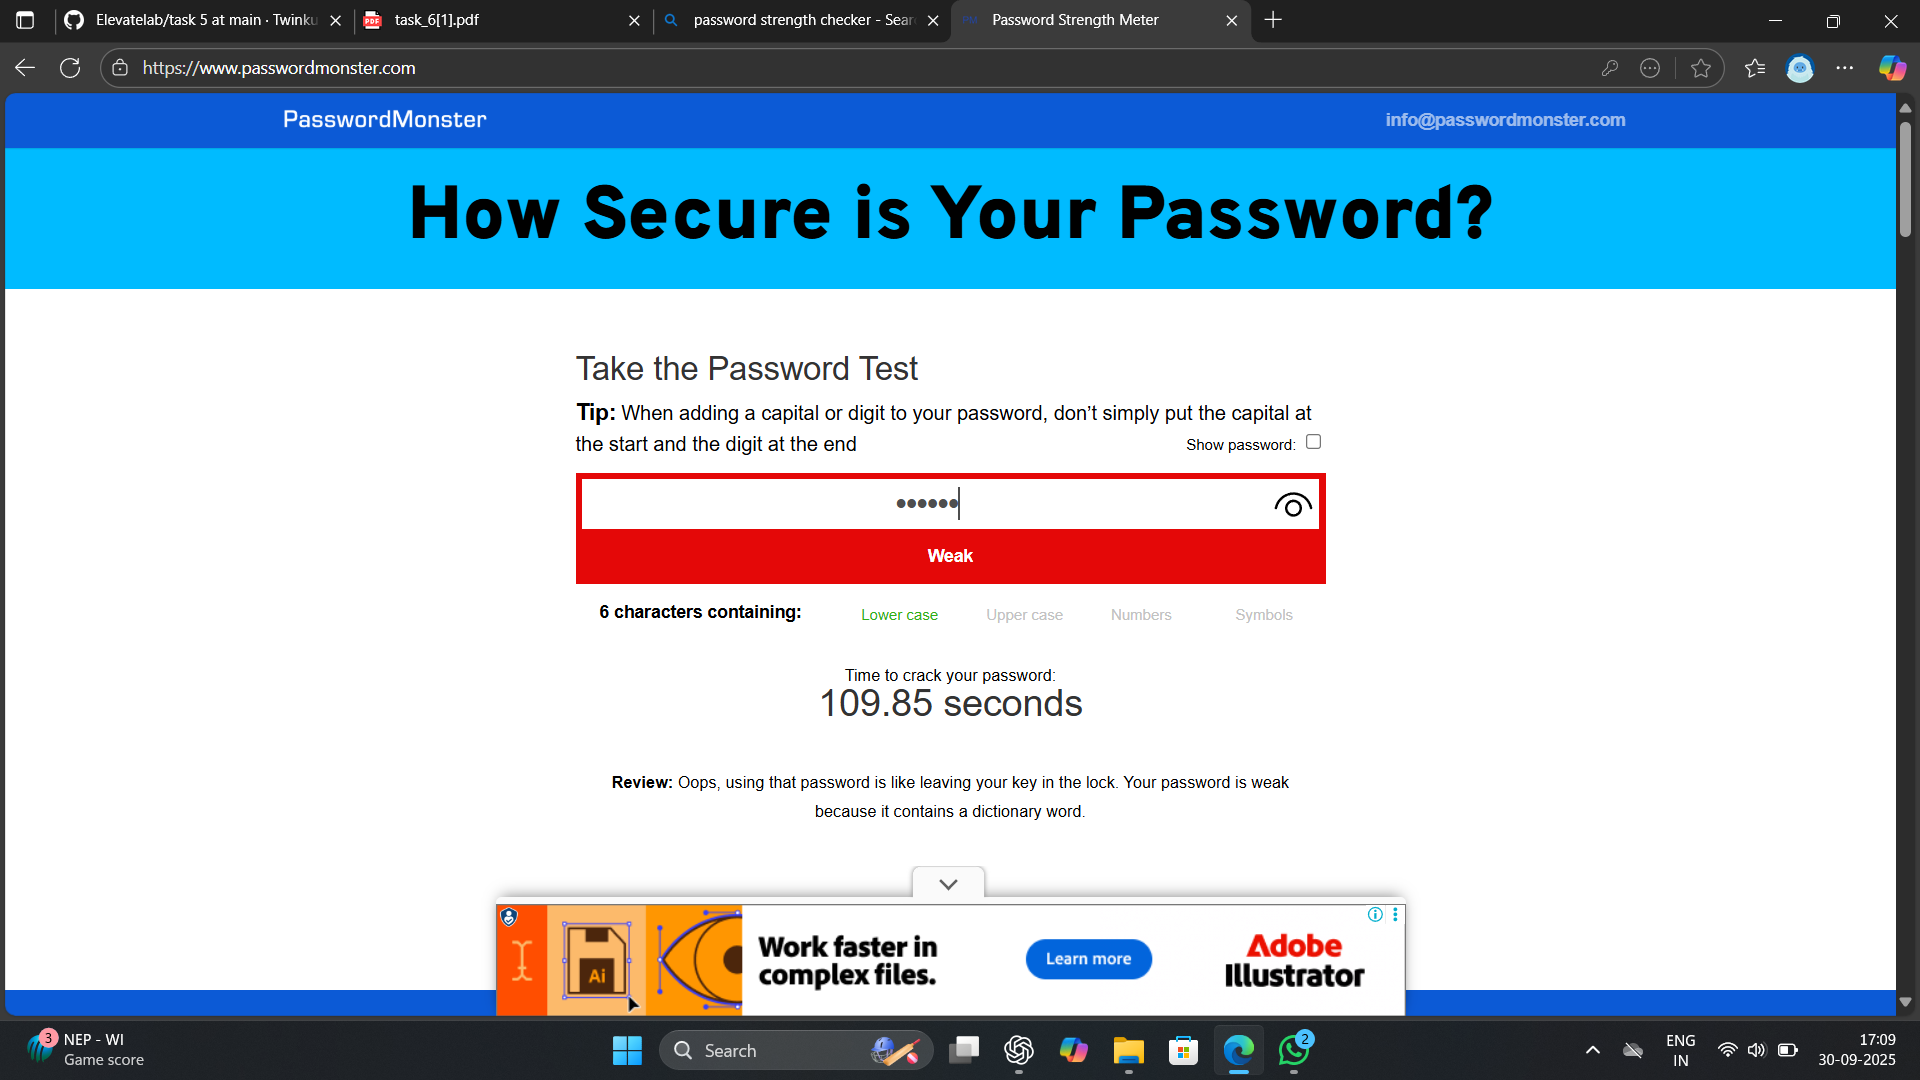 Elevatelab/task 5 at main · Twinku
task_6[1].pdf
password strength checker - Sear
PM
Password Strength Meter
https://www.passwordmonster.com
PasswordMonster
info@passwordmonster.com
How Secure is Your Password?
Take the Password Test
Tip: When adding a capital or digit to your password, don’t simply put the capital at
the start and the digit at the end
Show password:
••••••
Weak
6 characters containing:
Lower case
Upper case
Numbers
Symbols
Time to crack your password:
109.85 seconds
Review: Oops, using that password is like leaving your key in the lock. Your password is weak
because it contains a dictionary word.
Ai
Work faster in
complex files.
Learn more
Adobe
Illustrator
3
NEP - WI
Game score
Search
2
ENG
IN
17:09
30-09-2025